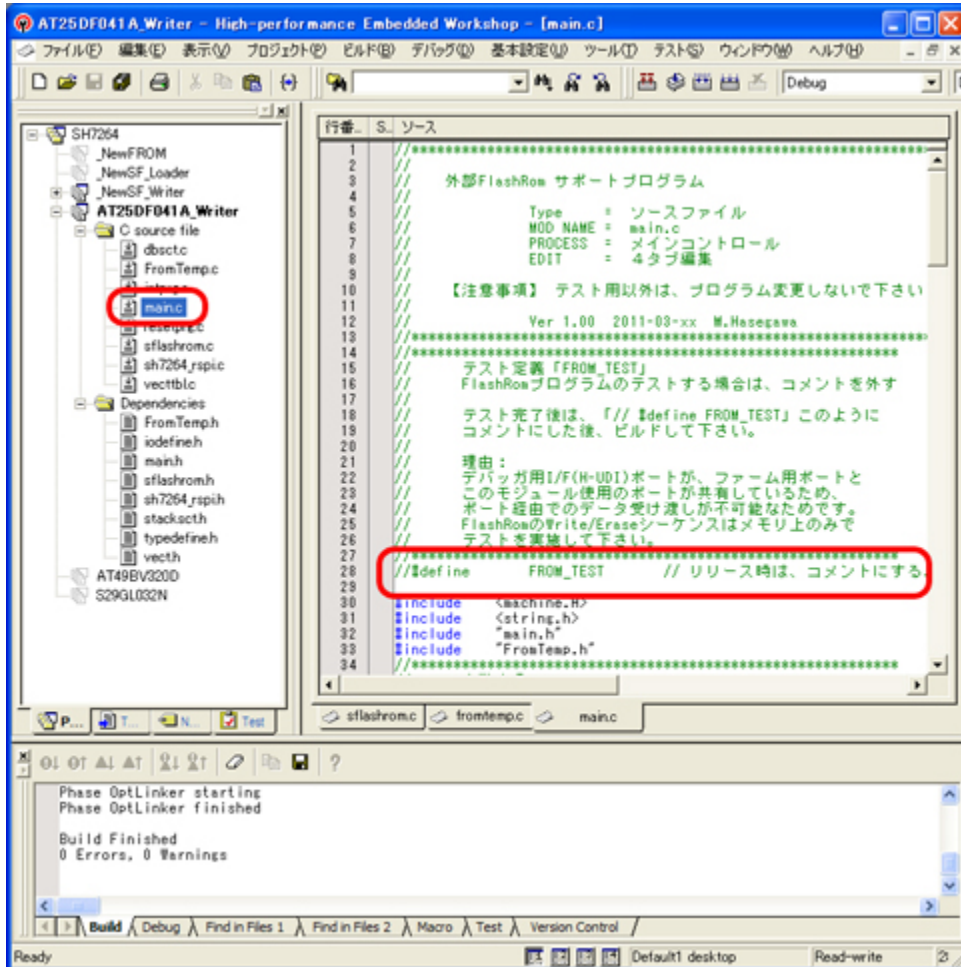 AT25DF041A_Writer - High-performance Embedded Workshop - [main.c]
ファイル(F) 編集(E) 表示(V) プロジェクト(P) ビルド(B) デバッグ(D) 基本設定(U) ツール(T) テスト(S) ウィンドウ(W) ヘルプ(H)
Debug
SH7264
_NewFROM
_NewSF_Loader
_NewSF_Writer
AT25DF041A_Writer
C source file
dbsct.c
FromTemp.c
main.c
resetprg.c
sflashrom.c
sh7264_rspi.c
vecttbl.c
Dependencies
FromTemp.h
iodefine.h
main.h
sflashrom.h
sh7264_rspi.h
stacksct.h
typedefine.h
vect.h
AT49BV320D
S29GL032N
P... T... N... Test
行番... S.. ソース
1 //******************************************************************
2 //
3 // 外部FlashRom サポートプログラム
4 //
5 // Type = ソースファイル
6 // MOD NAME = main.c
7 // PROCESS = メインコントロール
8 // EDIT = 4タブ編集
9 //
10 // 【注意事項】 テスト用以外は、プログラム変更しないで下さい
11 //
12 // Ver 1.00 2011-03-xx M.Hasegawa
13 //******************************************************************
14 //***************************************************************
15 // テスト定義「FROM_TEST」
16 // FlashRomプログラムのテストする場合は、コメントを外す
17 //
18 // テスト完了後は、「// #define FROM_TEST」このように
19 // コメントにした後、ビルドして下さい。
20 //
21 // 理由：
22 // デバッガ用I/F(H-UDI)ポートが、ファーム用ポートと
23 // このモジュール使用のポートが共有しているため、
24 // ポート経由でのデータ受け渡しが不可能なためです。
25 // FlashRomのWrite/Eraseシーケンスはメモリ上のみで
26 // テストを実施して下さい。
27 //***************************************************************
28 //#define FROM_TEST // リリース時は、コメントにする。
29
30 #include <machine.H>
31 #include <string.h>
32 #include "main.h"
33 #include "FromTemp.h"
34 //***************************************************************
sflashrom.c fromtemp.c main.c
Phase OptLinker starting
Phase OptLinker finished
Build Finished
0 Errors, 0 Warnings
Build Debug Find in Files 1 Find in Files 2 Macro Test Version Control
Ready Default1 desktop Read-write